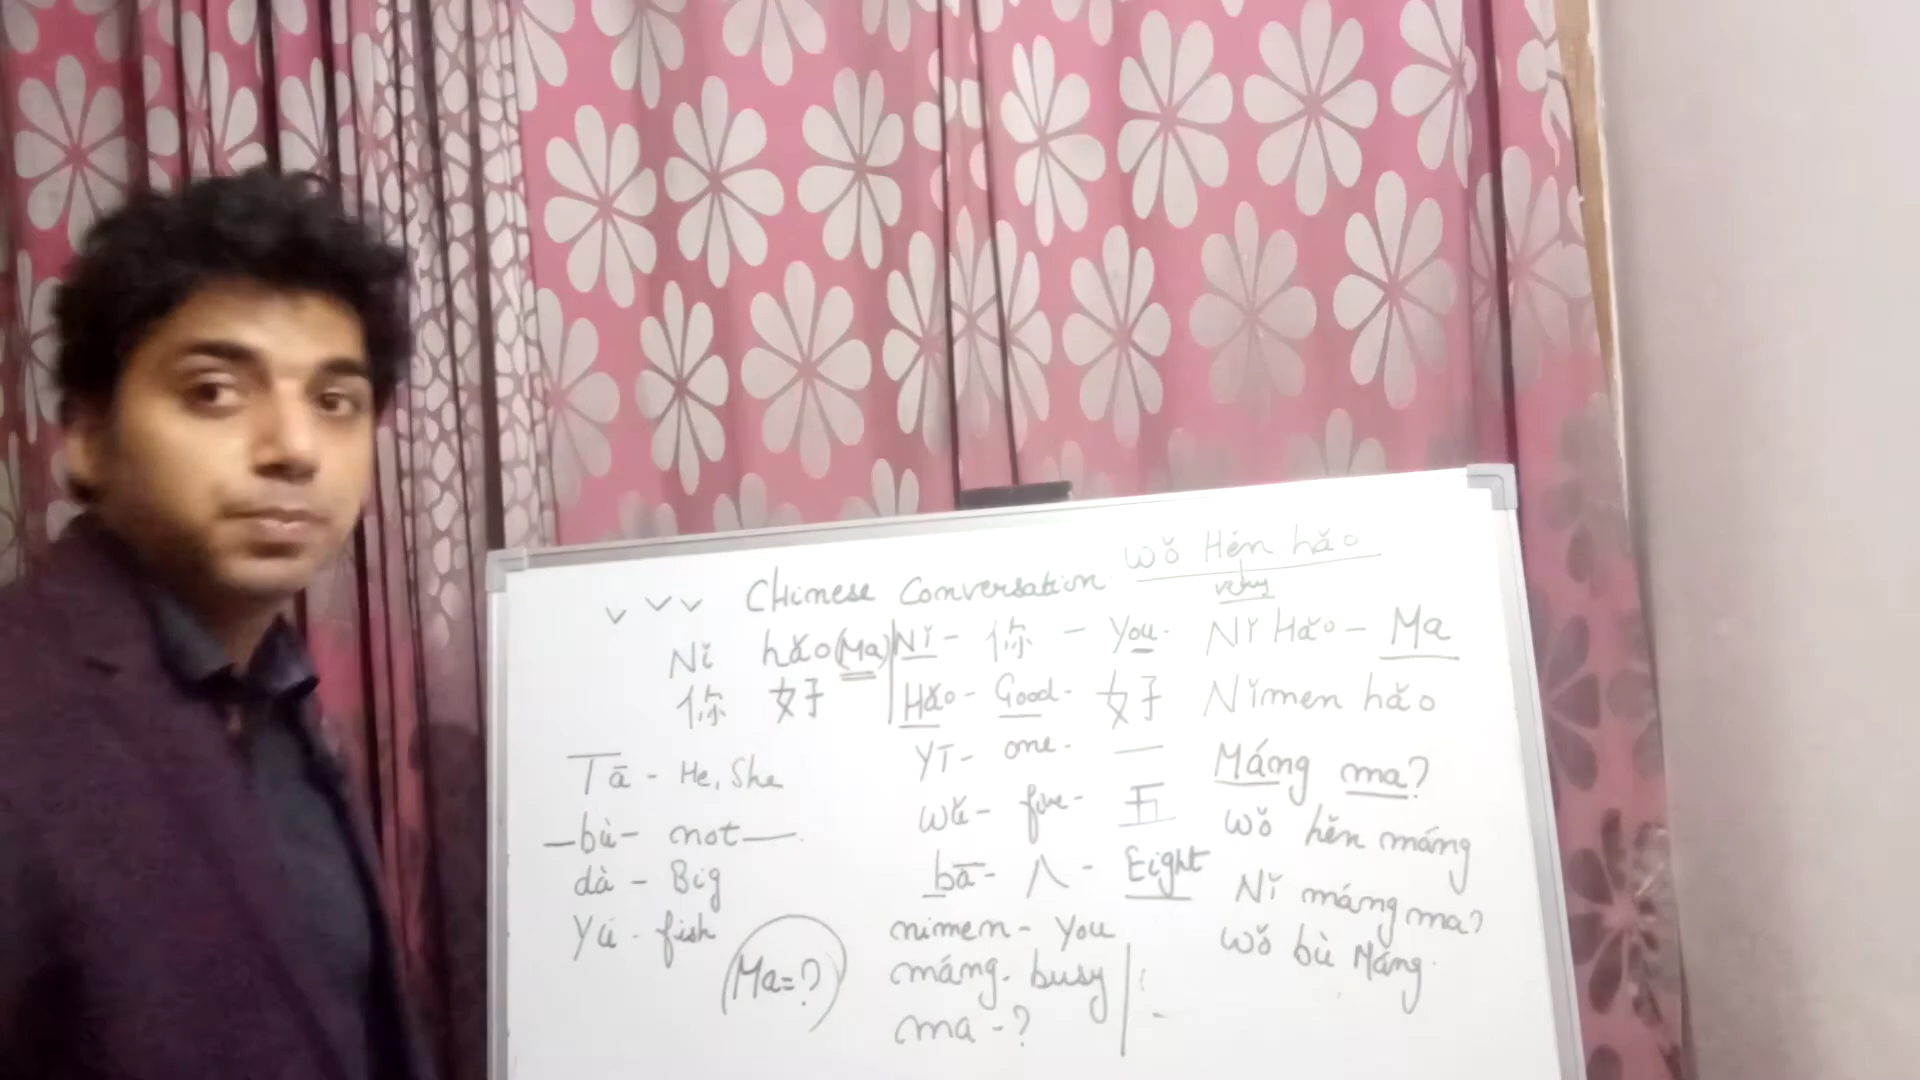 Chinese Conversation wǒ Hěn hǎo
very
Nǐ hǎo (Ma)
你 好
Tā - He, She
bù - not
dà - Big
Yú - fish
Ma=?
Nǐ - 你 - You
Hǎo - Good - 好
Yī - one - 一
wǔ - five - 五
bā - 八 - Eight
nimen - You
máng - busy
ma - ?
Nǐ Hǎo - Ma
Nǐmen hǎo
Máng ma?
wǒ hěn máng
Nǐ máng ma?
wǒ bù Máng.